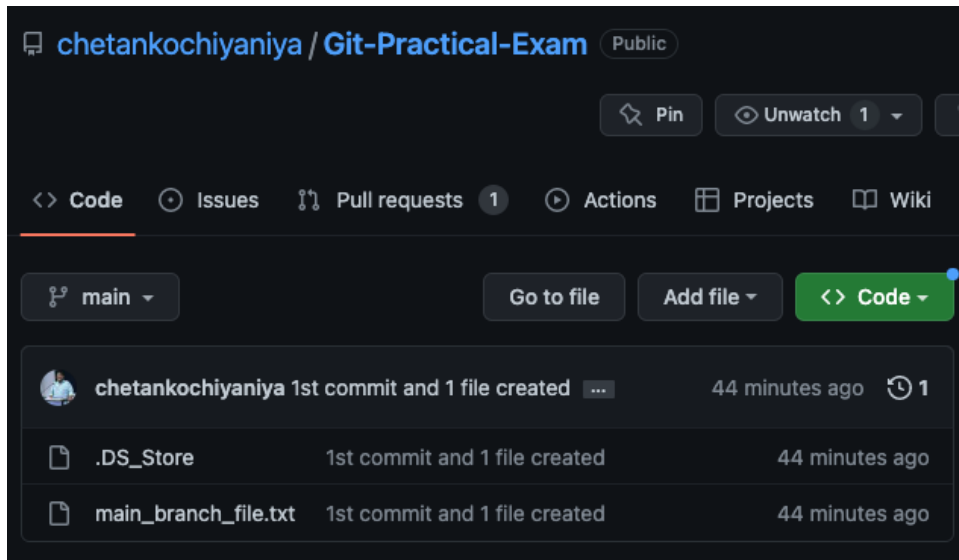 chetankochiyaniya / Git-Practical-Exam Public
Pin Unwatch 1
Code Issues Pull requests 1 Actions Projects Wiki
main Go to file Add file Code
chetankochiyaniya 1st commit and 1 file created ... 44 minutes ago 1
.DS_Store 1st commit and 1 file created 44 minutes ago
main_branch_file.txt 1st commit and 1 file created 44 minutes ago